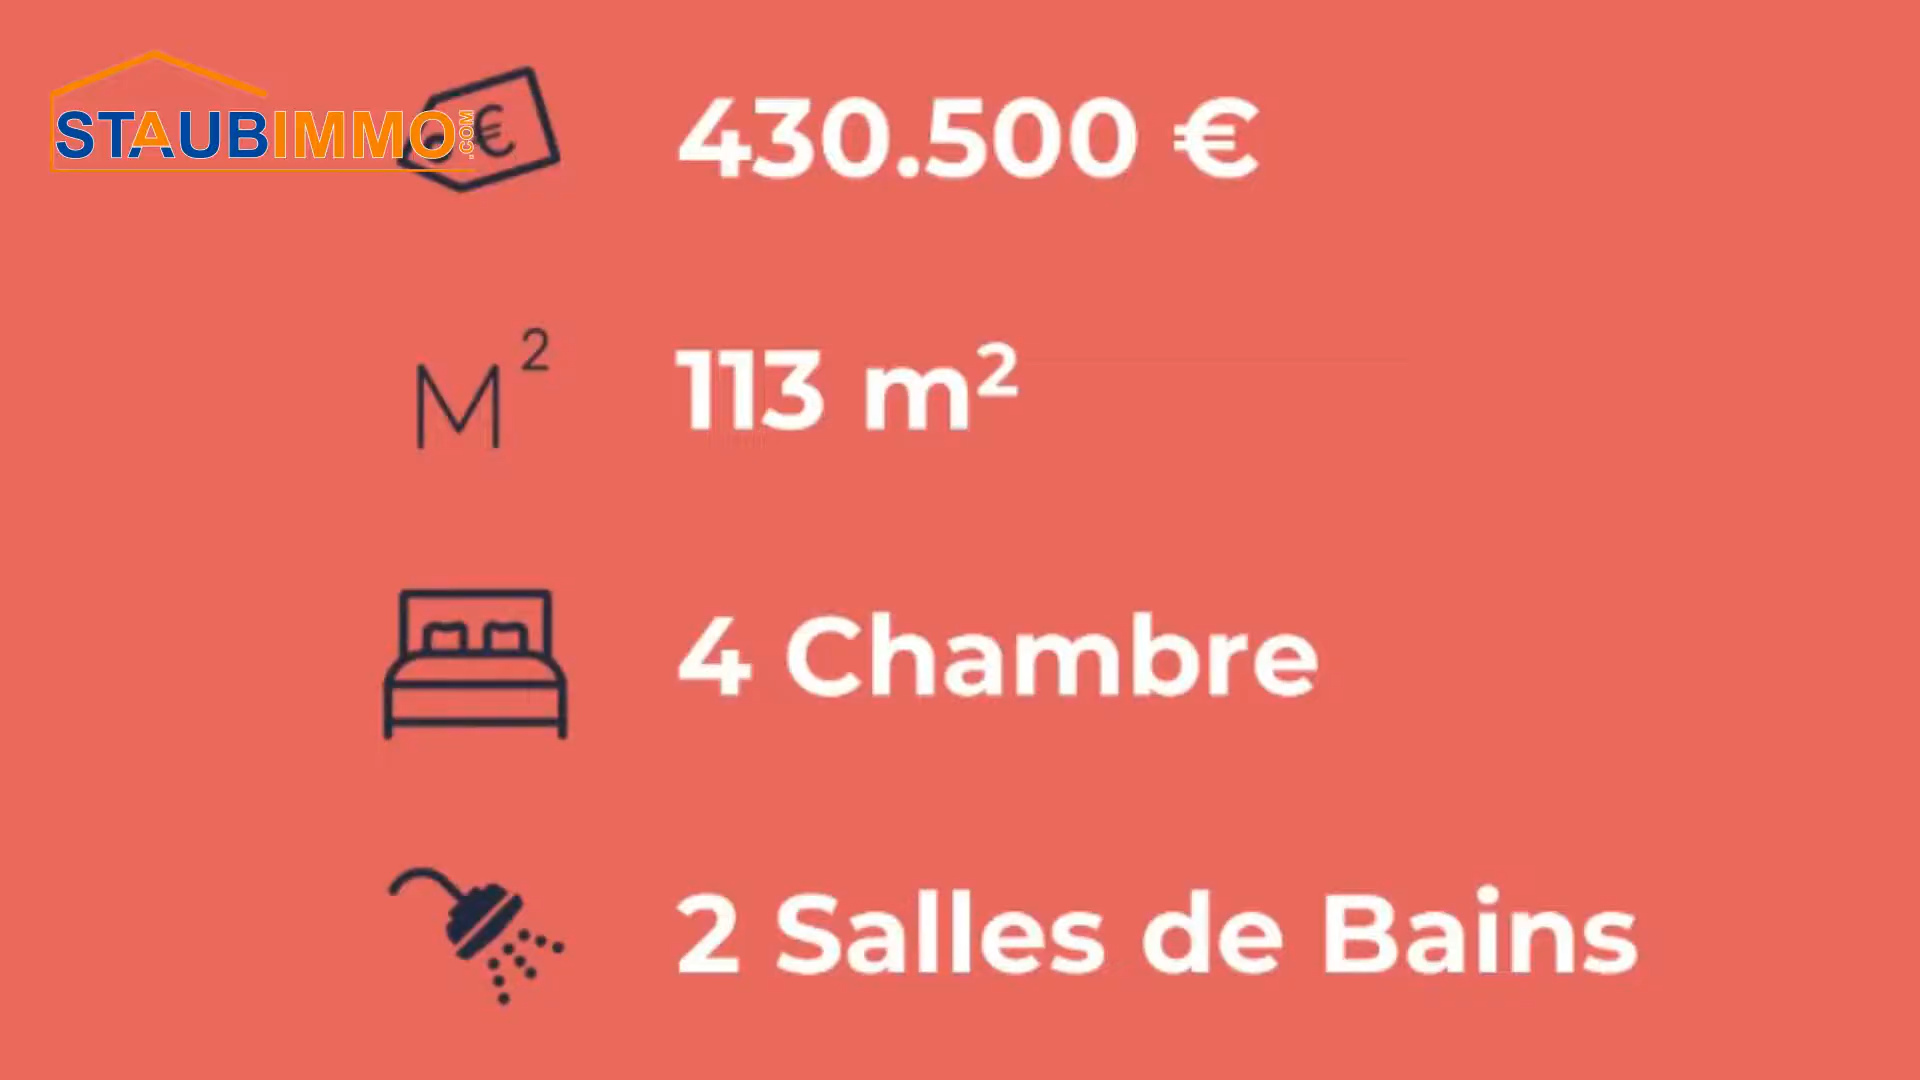 STAUBIMMO.COM
€
430.500 €
M²
113 m²
4 Chambre
2 Salles de Bains